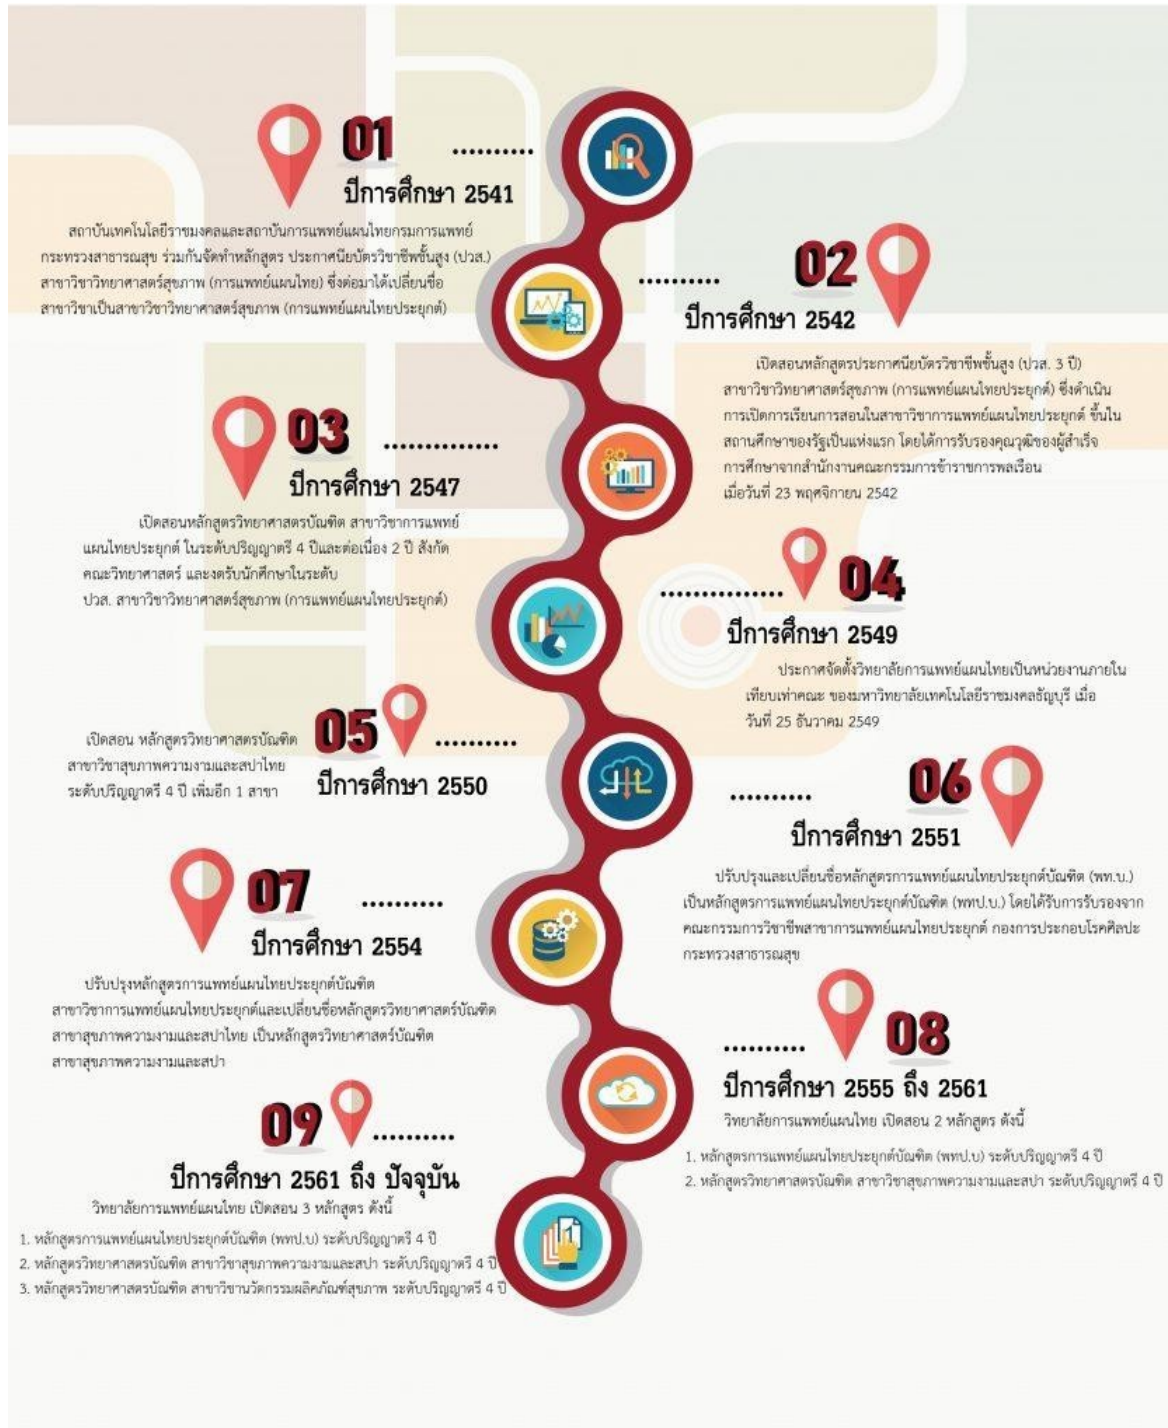 01
ปีการศึกษา 2541
สถาบันเทคโนโลยีราชมงคลและสถาบันการแพทย์แผนไทยกรมการแพทย์
กระทรวงสาธารณสุข ร่วมกันจัดทำหลักสูตร ประกาศนียบัตรวิชาชีพชั้นสูง (ปวส.)
สาขาวิชาวิทยาศาสตร์สุขภาพ (การแพทย์แผนไทย) ซึ่งต่อมาได้เปลี่ยนชื่อ
สาขาวิชาเป็นสาขาวิชาวิทยาศาสตร์สุขภาพ (การแพทย์แผนไทยประยุกต์)
02
ปีการศึกษา 2542
เปิดสอนหลักสูตรประกาศนียบัตรวิชาชีพชั้นสูง (ปวส. 3 ปี)
สาขาวิชาวิทยาศาสตร์สุขภาพ (การแพทย์แผนไทยประยุกต์) ซึ่งดำเนิน
การเปิดการเรียนการสอนในสาขาวิชาการแพทย์แผนไทยประยุกต์ ขึ้นใน
สถานศึกษาของรัฐเป็นแห่งแรก โดยได้การรับรองคุณวุฒิของผู้สำเร็จ
การศึกษาจากสำนักงานคณะกรรมการข้าราชการพลเรือน
เมื่อวันที่ 23 พฤศจิกายน 2542
03
ปีการศึกษา 2547
เปิดสอนหลักสูตรวิทยาศาสตรบัณฑิต สาขาวิชาการแพทย์
แผนไทยประยุกต์ ในระดับปริญญาตรี 4 ปีและต่อเนื่อง 2 ปี สังกัด
คณะวิทยาศาสตร์ และงดรับนักศึกษาในระดับ
ปวส. สาขาวิชาวิทยาศาสตร์สุขภาพ (การแพทย์แผนไทยประยุกต์)
04
ปีการศึกษา 2549
ประกาศจัดตั้งวิทยาลัยการแพทย์แผนไทยเป็นหน่วยงานภายใน
เทียบเท่าคณะ ของมหาวิทยาลัยเทคโนโลยีราชมงคลธัญบุรี เมื่อ
วันที่ 25 ธันวาคม 2549
05
ปีการศึกษา 2550
เปิดสอน หลักสูตรวิทยาศาสตรบัณฑิต
สาขาวิชาสุขภาพความงามและสปาไทย
ระดับปริญญาตรี 4 ปี เพิ่มอีก 1 สาขา
06
ปีการศึกษา 2551
ปรับปรุงและเปลี่ยนชื่อหลักสูตรการแพทย์แผนไทยประยุกต์บัณฑิต (พท.บ.)
เป็นหลักสูตรการแพทย์แผนไทยประยุกต์บัณฑิต (พทป.บ.) โดยได้รับการรับรองจาก
คณะกรรมการวิชาชีพสาขาการแพทย์แผนไทยประยุกต์ กองการประกอบโรคศิลปะ
กระทรวงสาธารณสุข
07
ปีการศึกษา 2554
ปรับปรุงหลักสูตรการแพทย์แผนไทยประยุกต์บัณฑิต
สาขาวิชาการแพทย์แผนไทยประยุกต์และเปลี่ยนชื่อหลักสูตรวิทยาศาสตร์บัณฑิต
สาขาสุขภาพความงามและสปาไทย เป็นหลักสูตรวิทยาศาสตร์บัณฑิต
สาขาสุขภาพความงามและสปา
08
ปีการศึกษา 2555 ถึง 2561
วิทยาลัยการแพทย์แผนไทย เปิดสอน 2 หลักสูตร ดังนี้
1. หลักสูตรการแพทย์แผนไทยประยุกต์บัณฑิต (พทป.บ) ระดับปริญญาตรี 4 ปี
2. หลักสูตรวิทยาศาสตรบัณฑิต สาขาวิชาสุขภาพความงามและสปา ระดับปริญญาตรี 4 ปี
09
ปีการศึกษา 2561 ถึง ปัจจุบัน
วิทยาลัยการแพทย์แผนไทย เปิดสอน 3 หลักสูตร ดังนี้
1. หลักสูตรการแพทย์แผนไทยประยุกต์บัณฑิต (พทป.บ) ระดับปริญญาตรี 4 ปี
2. หลักสูตรวิทยาศาสตรบัณฑิต สาขาวิชาสุขภาพความงามและสปา ระดับปริญญาตรี 4 ปี
3. หลักสูตรวิทยาศาสตรบัณฑิต สาขาวิชานวัตกรรมผลิตภัณฑ์สุขภาพ ระดับปริญญาตรี 4 ปี